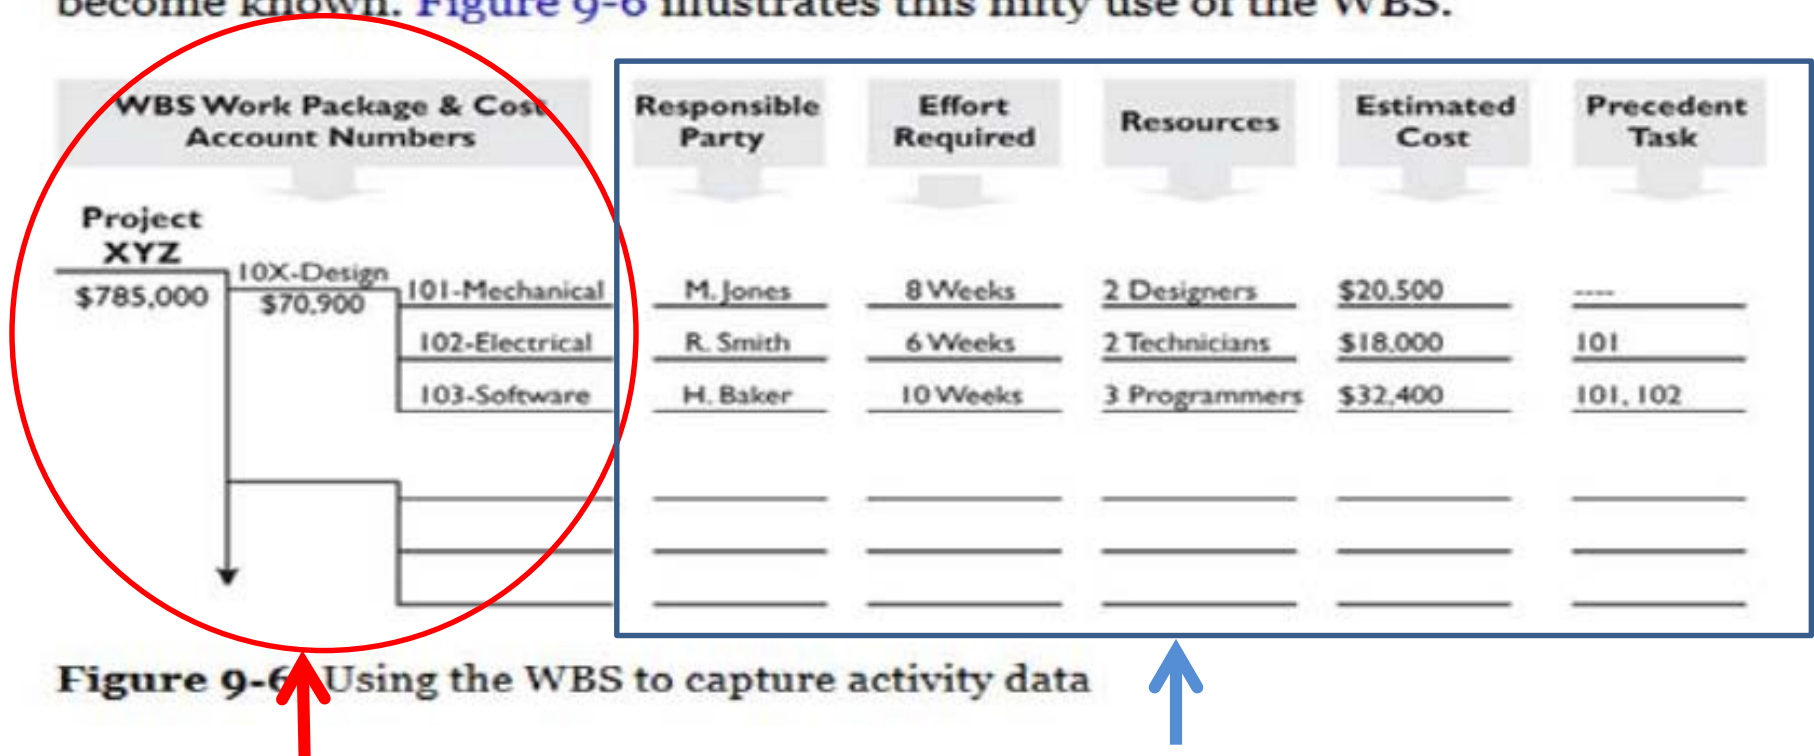 become known. Figure 9-6 illustrates this nifty use of the WBS.
WBS Work Package & Cost Account Numbers
Responsible Party
Effort Required
Resources
Estimated Cost
Precedent Task
Project XYZ
$785,000
10X-Design
$70,900
101-Mechanical M. Jones 8 Weeks 2 Designers $20,500 ----
102-Electrical R. Smith 6 Weeks 2 Technicians $18,000 101
103-Software H. Baker 10 Weeks 3 Programmers $32,400 101, 102
Figure 9-6 Using the WBS to capture activity data